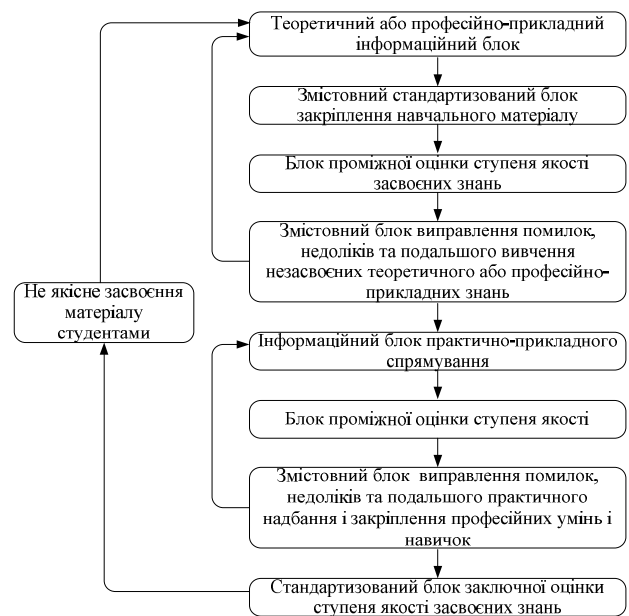 Теоретичний або професійно-прикладний
інформаційний блок
Змістовний стандартизований блок
закріплення навчального матеріалу
Блок проміжної оцінки ступеня якості
засвоєних знань
Змістовний блок виправлення помилок,
недоліків та подальшого вивчення
незасвоєних теоретичного або професійно-
прикладних знань
Не якісне засвоєння
матеріалу
студентами
Інформаційний блок практично-прикладного
спрямування
Блок проміжної оцінки ступеня якості
Змістовний блок виправлення помилок,
недоліків та подальшого практичного
надбання і закріплення професійних умінь і
навичок
Стандартизований блок заключної оцінки
ступеня якості засвоєних знань